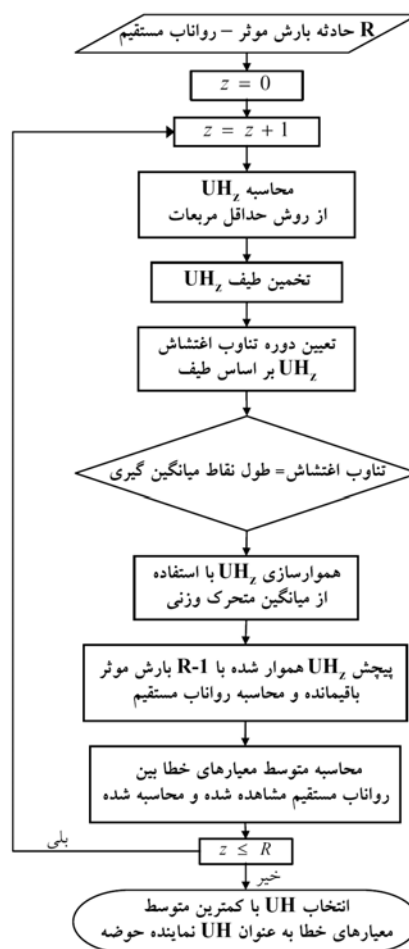 R حادثه بارش موثر – رواناب مستقیم
z = 0
z = z + 1
محاسبه UHz
از روش حداقل مربعات
تخمین طیف UHz
تعیین دوره تناوب اغتشاش
UHz بر اساس طیف
تناوب اغتشاش= طول نقاط میانگین گیری
هموارسازی UHz با استفاده
از میانگین متحرک وزنی
پیچش UHz هموار شده با R-1 بارش موثر
باقیمانده و محاسبه رواناب مستقیم
محاسبه متوسط معیارهای خطا بین
رواناب مستقیم مشاهده شده و محاسبه شده
بلی
z ≤ R
خیر
انتخاب UH با کمترین متوسط
معیارهای خطا به عنوان UH نماینده حوضه